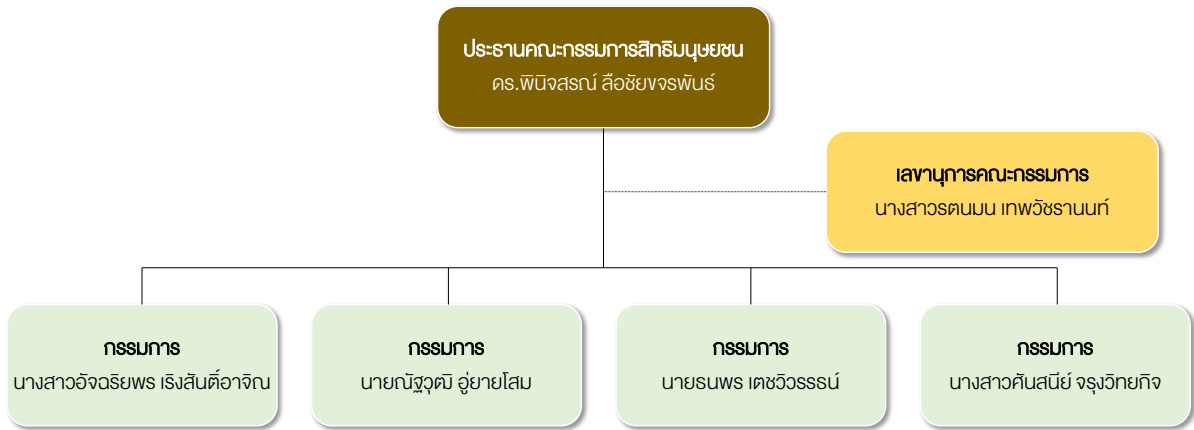 ประธานคณะกรรมการสิทธิมนุษยชน
ดร.พินิจสรณ์ ลือชัยขจรพันธ์
เลขานุการคณะกรรมการ
นางสาวรตนมน เทพวัชรานนท์
กรรมการ
นางสาวอัจฉริยพร เริงสันติ์อาจิณ
กรรมการ
นายณัฐวุฒิ อู่ยายโสม
กรรมการ
นายธนพร เตชวิวรรธน์
กรรมการ
นางสาวศันสนีย์ จรุงวิทยกิจ